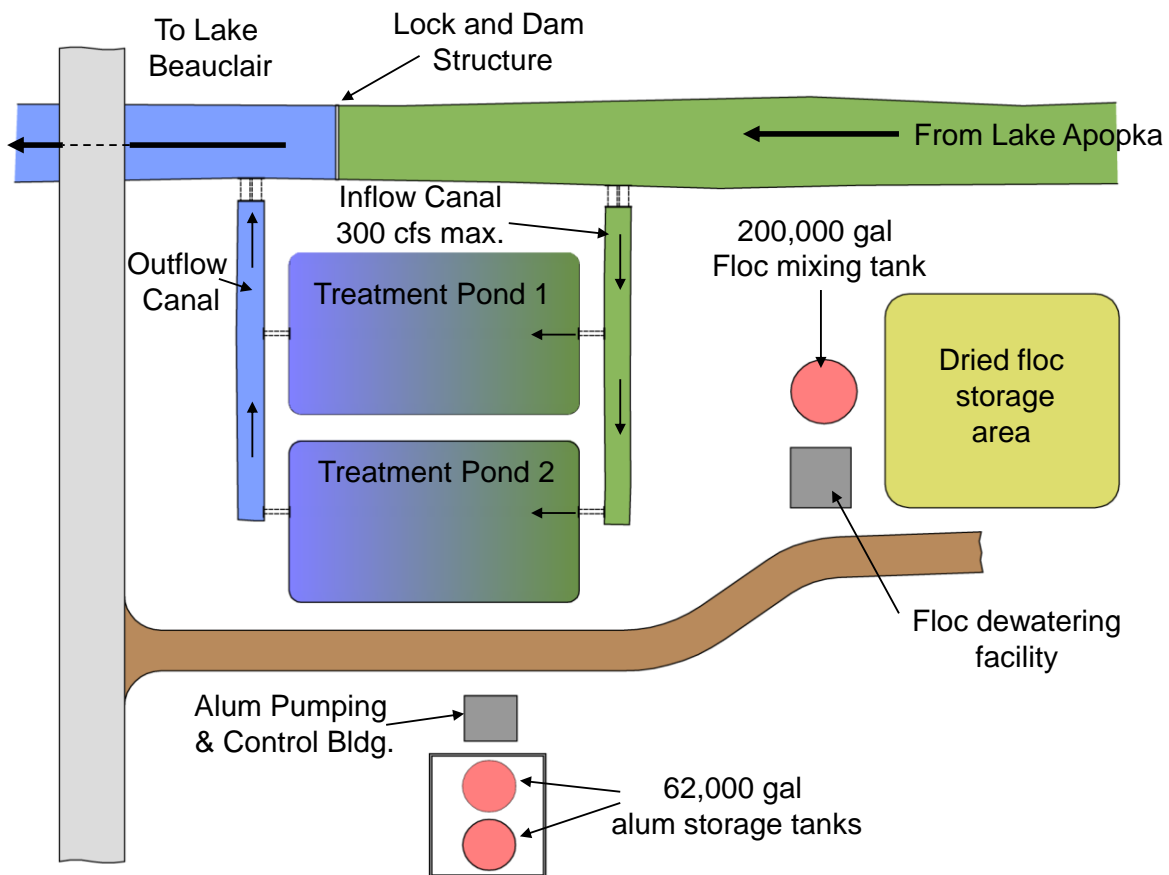 To Lake
Beauclair
Lock and Dam
Structure
From Lake Apopka
Inflow Canal
300 cfs max.
200,000 gal
Floc mixing tank
Outflow
Canal
Treatment Pond 1
Dried floc
storage
area
Treatment Pond 2
Floc dewatering
facility
Alum Pumping
& Control Bldg.
62,000 gal
alum storage tanks